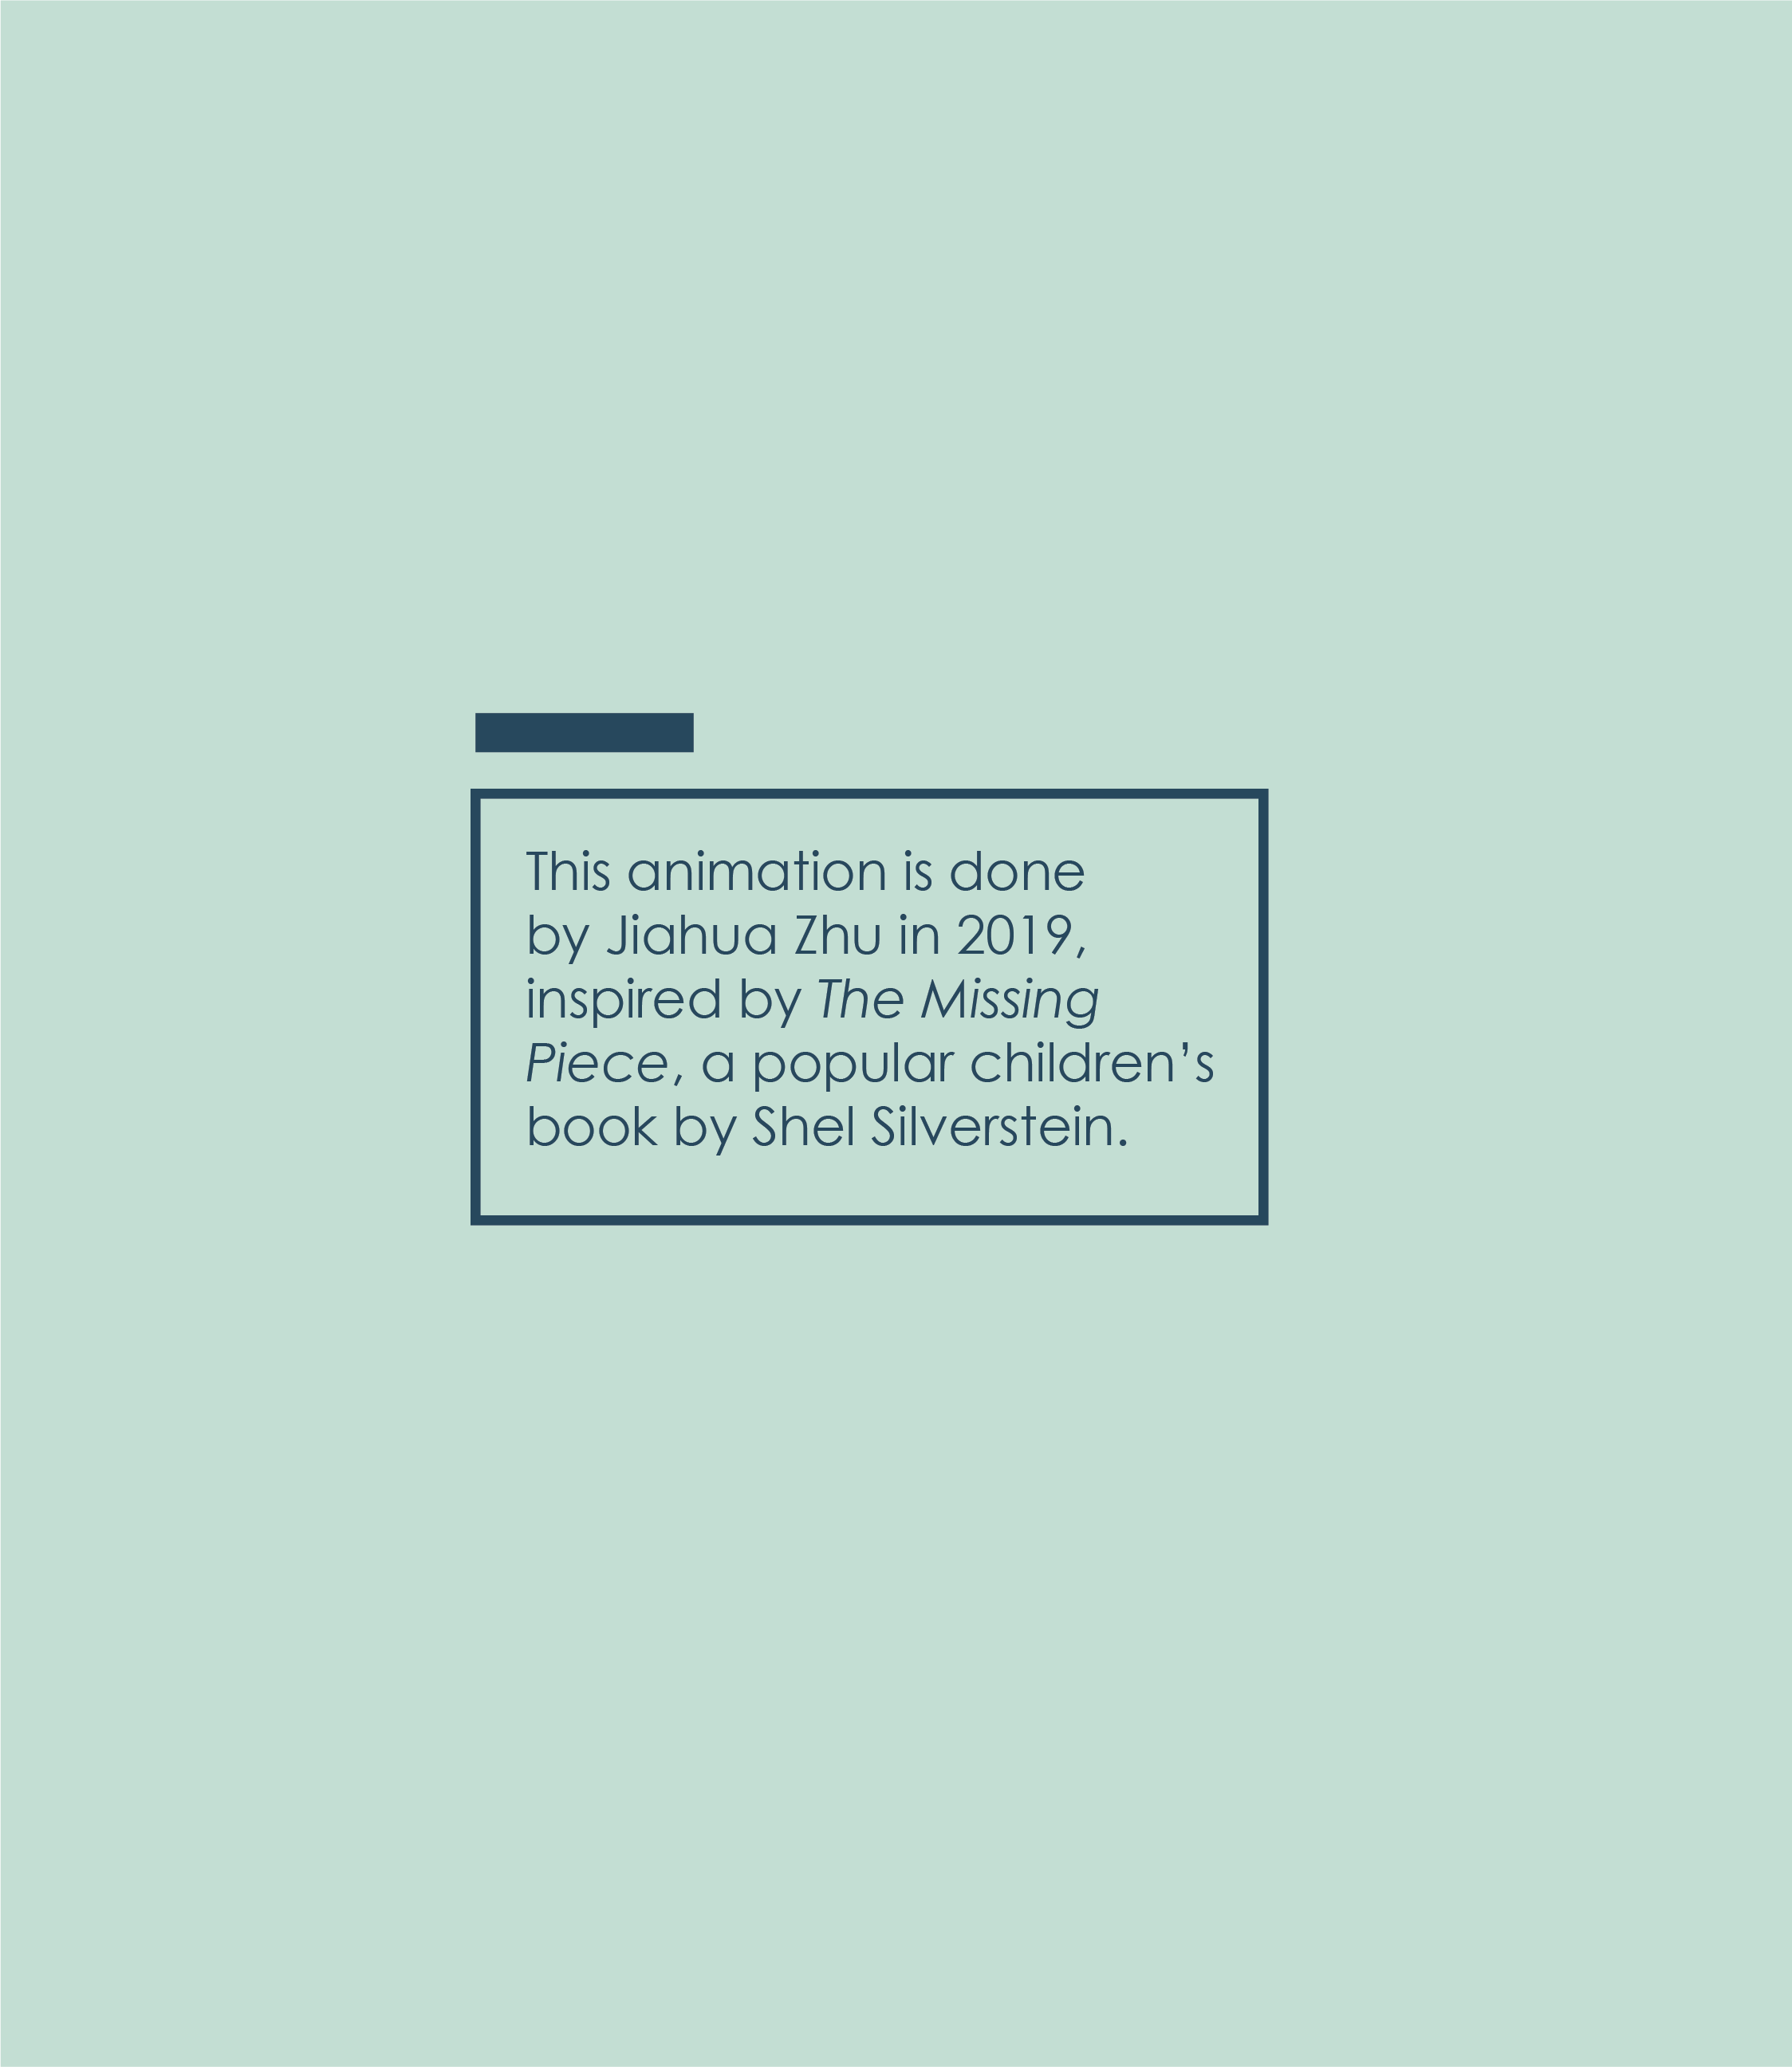 This animation is done
by Jiahua Zhu in 2019,
inspired by The Missing
Piece, a popular children’s
book by Shel Silverstein.